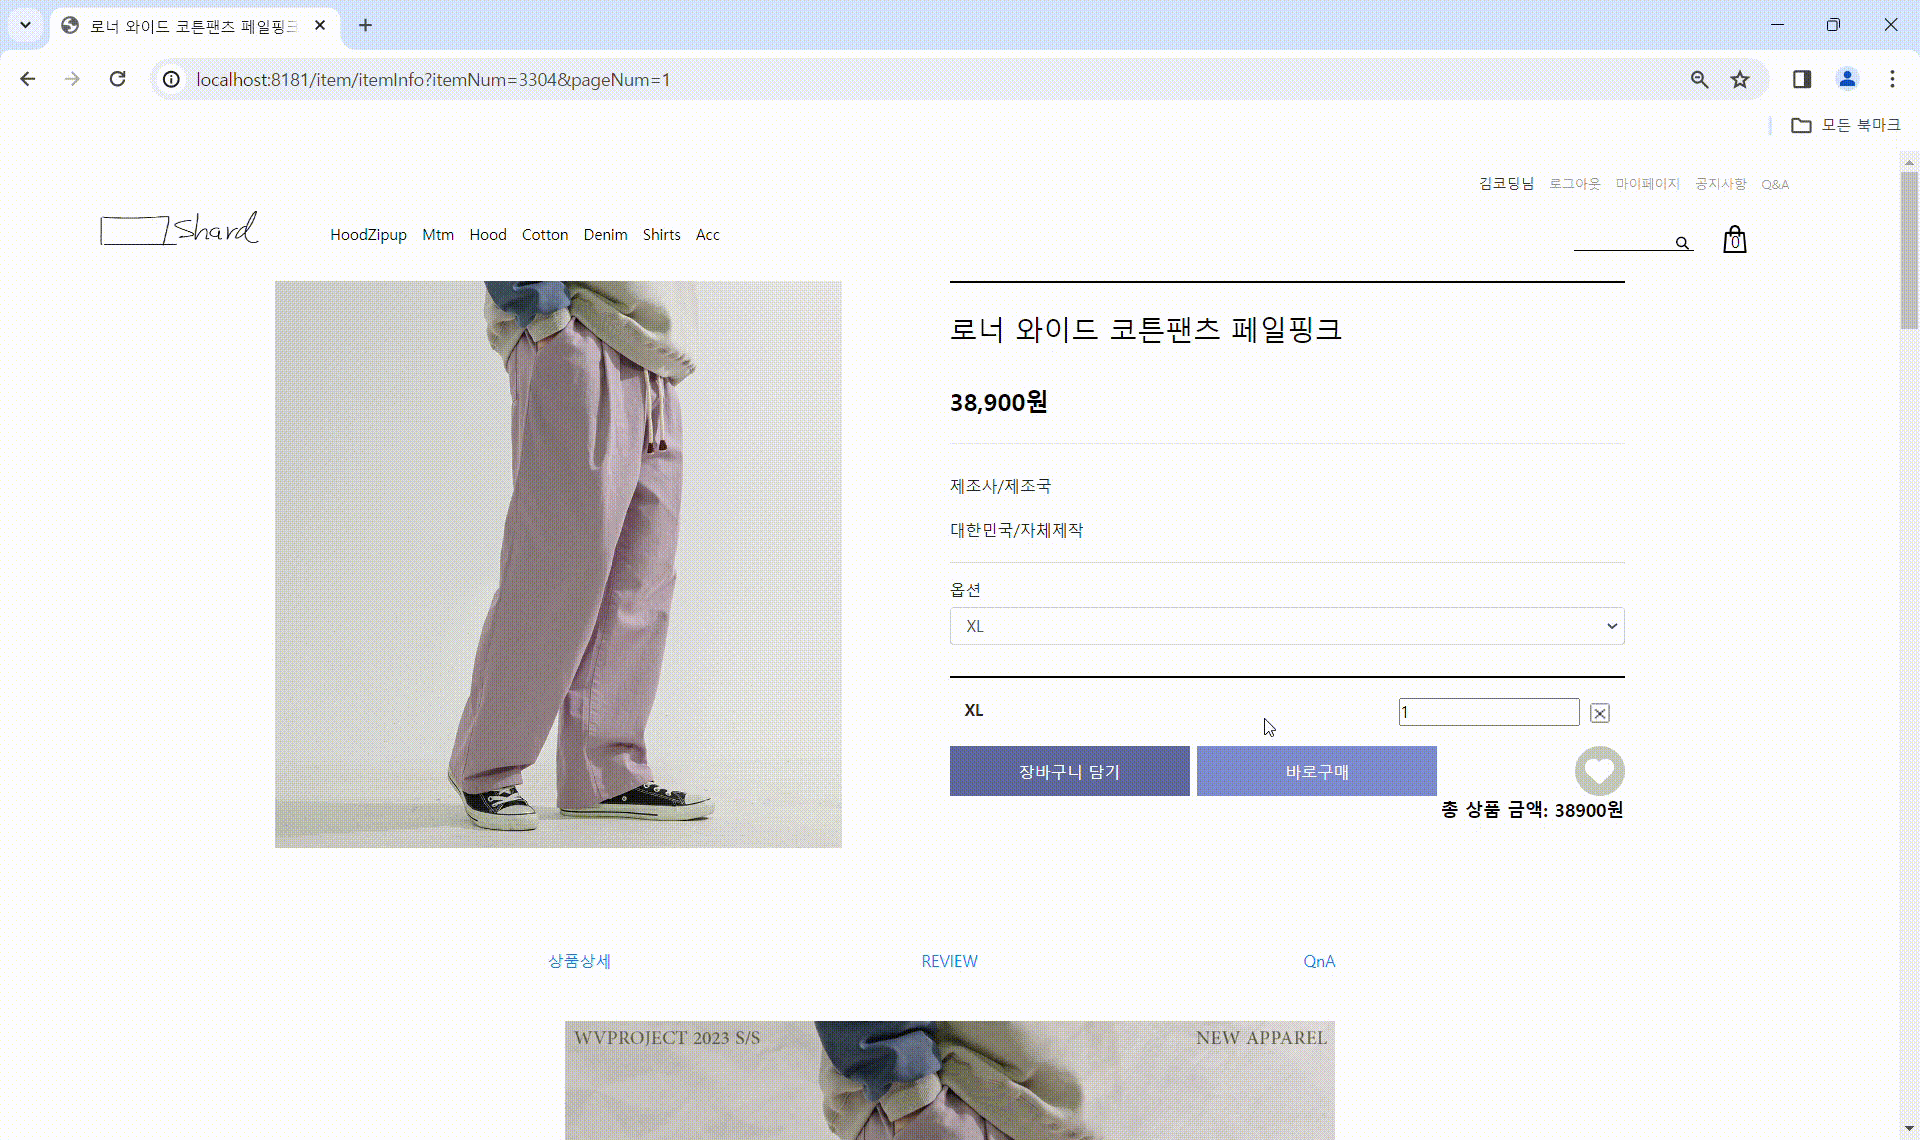 로너 와이드 코튼팬츠 페일핑크
localhost:8181/item/itemInfo?itemNum=3304&pageNum=1
모든 북마크
김코딩님 로그아웃 마이페이지 공지사항 Q&A
Shard
HoodZipup Mtm Hood Cotton Denim Shirts Acc
0
로너 와이드 코튼팬츠 페일핑크
38,900원
제조사/제조국
대한민국/자체제작
옵션
XL
XL 1
장바구니 담기 바로구매
총 상품 금액: 38900원
상품상세 REVIEW QnA
WVPROJECT 2023 S/S NEW APPAREL